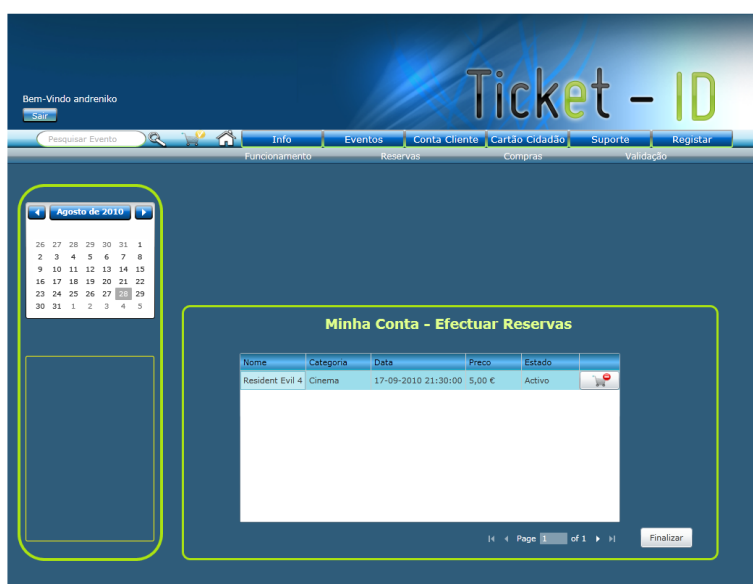 Ticket - ID
Bem-Vindo andreniko
Sair
Pesquisar Evento
Info Eventos Conta Cliente Cartão Cidadão Suporte Registar
Funcionamento Reservas Compras Validação
Agosto de 2010
26 27 28 29 30 31 1
2 3 4 5 6 7 8
9 10 11 12 13 14 15
16 17 18 19 20 21 22
23 24 25 26 27 28 29
30 31 1 2 3 4 5
Minha Conta - Efectuar Reservas
Nome Categoria Data Preco Estado
Resident Evil 4 Cinema 17-09-2010 21:30:00 5,00 € Activo
Page 1 of 1
Finalizar